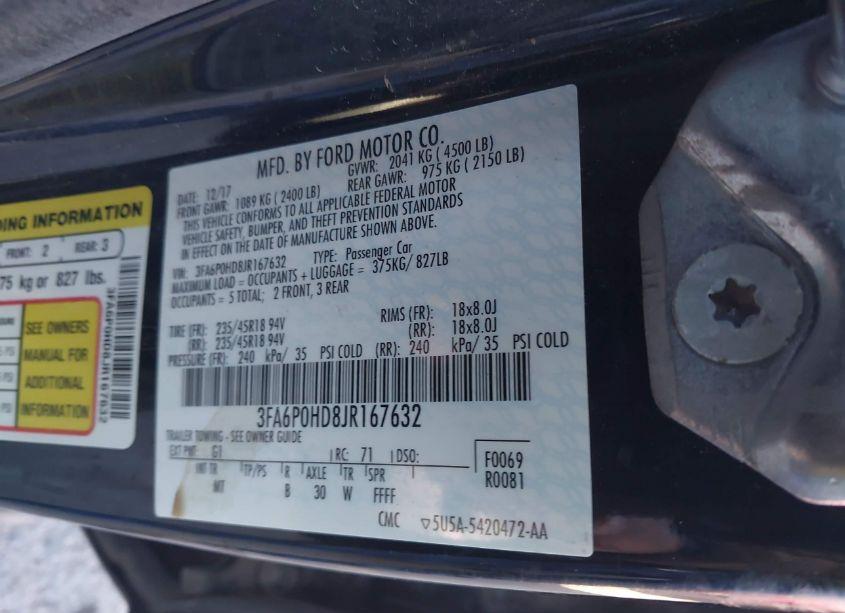 MFD. BY FORD MOTOR CO.
DATE: 12/17
GVWR: 2041 KG ( 4500 LB)
FRONT GAWR: 1089 KG ( 2400 LB)
REAR GAWR: 975 KG ( 2150 LB)
THIS VEHICLE CONFORMS TO ALL APPLICABLE FEDERAL MOTOR
VEHICLE SAFETY, BUMPER, AND THEFT PREVENTION STANDARDS
IN EFFECT ON THE DATE OF MANUFACTURE SHOWN ABOVE.
VIN: 3FA6P0HD8JR167632 TYPE: Passenger Car
MAXIMUM LOAD = OCCUPANTS + LUGGAGE = 375KG/ 827LB
OCCUPANTS = 5 TOTAL; 2 FRONT, 3 REAR
TIRE (FR): 235/45R18 94V RIMS (FR): 18x8.0J
(RR): 235/45R18 94V (RR): 18x8.0J
PRESSURE (FR): 240 kPa/ 35 PSI COLD (RR): 240 kPa/ 35 PSI COLD
3FA6P0HD8JR167632
TRAILER TOWING - SEE OWNER GUIDE
EXT PNT: G1 RC: 71 DSO:
F0069
R0081
INT TR TP/PS R AXLE TR SPR
MT B 30 W FFFF
CMC ▽5U5A-5420472-AA
DING INFORMATION
FRONT: 2 REAR: 3
75 kg or 827 lbs.
SEE OWNERS
MANUAL FOR
ADDITIONAL
INFORMATION
3FA6P0HD8JR167632